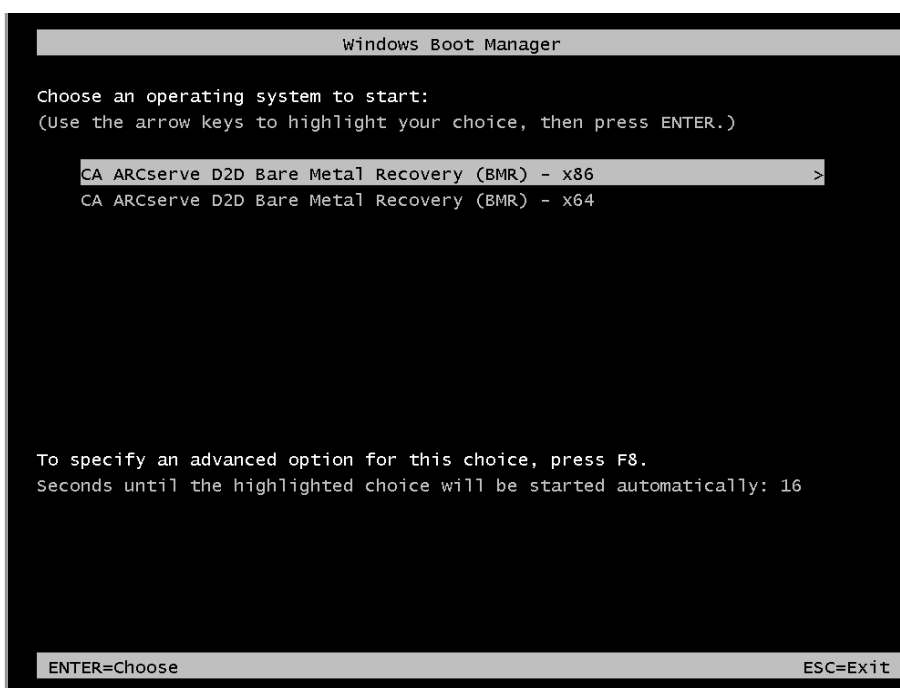 Windows Boot Manager
Choose an operating system to start:
(Use the arrow keys to highlight your choice, then press ENTER.)
CA ARCserve D2D Bare Metal Recovery (BMR) - x86 >
CA ARCserve D2D Bare Metal Recovery (BMR) - x64
To specify an advanced option for this choice, press F8.
Seconds until the highlighted choice will be started automatically: 16
ENTER=Choose ESC=Exit